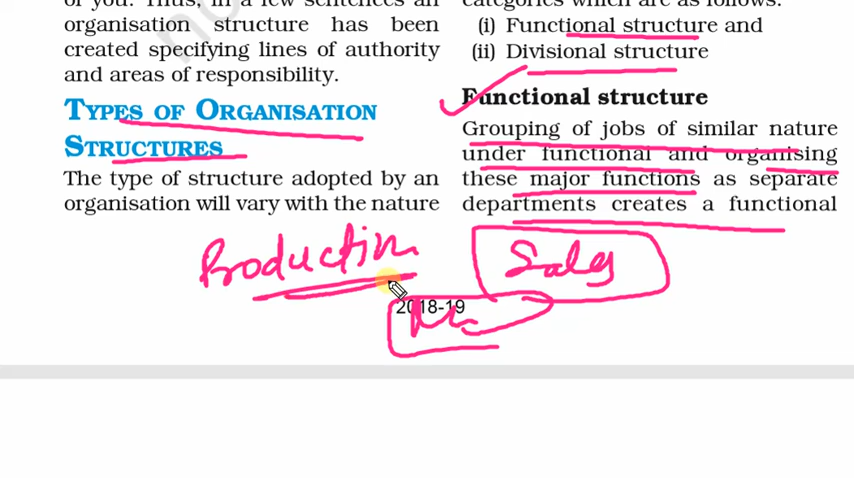 of you. Thus, in a few sentences an
organisation structure has been
created specifying lines of authority
and areas of responsibility.
TYPES OF ORGANISATION
STRUCTURES
The type of structure adopted by an
organisation will vary with the nature
categories which are as follows:
(i) Functional structure and
(ii) Divisional structure
Functional structure
Grouping of jobs of similar nature
under functional and organising
these major functions as separate
departments creates a functional
Production
Sales
2018-19